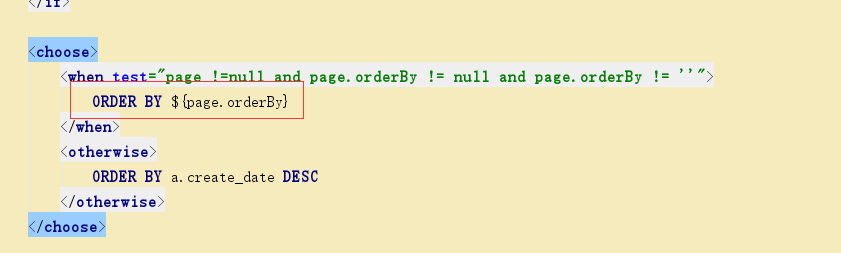 </if>
<choose>
<when test="page !=null and page.orderBy != null and page.orderBy != ''">
ORDER BY ${page.orderBy}
</when>
<otherwise>
ORDER BY a.create_date DESC
</otherwise>
</choose>